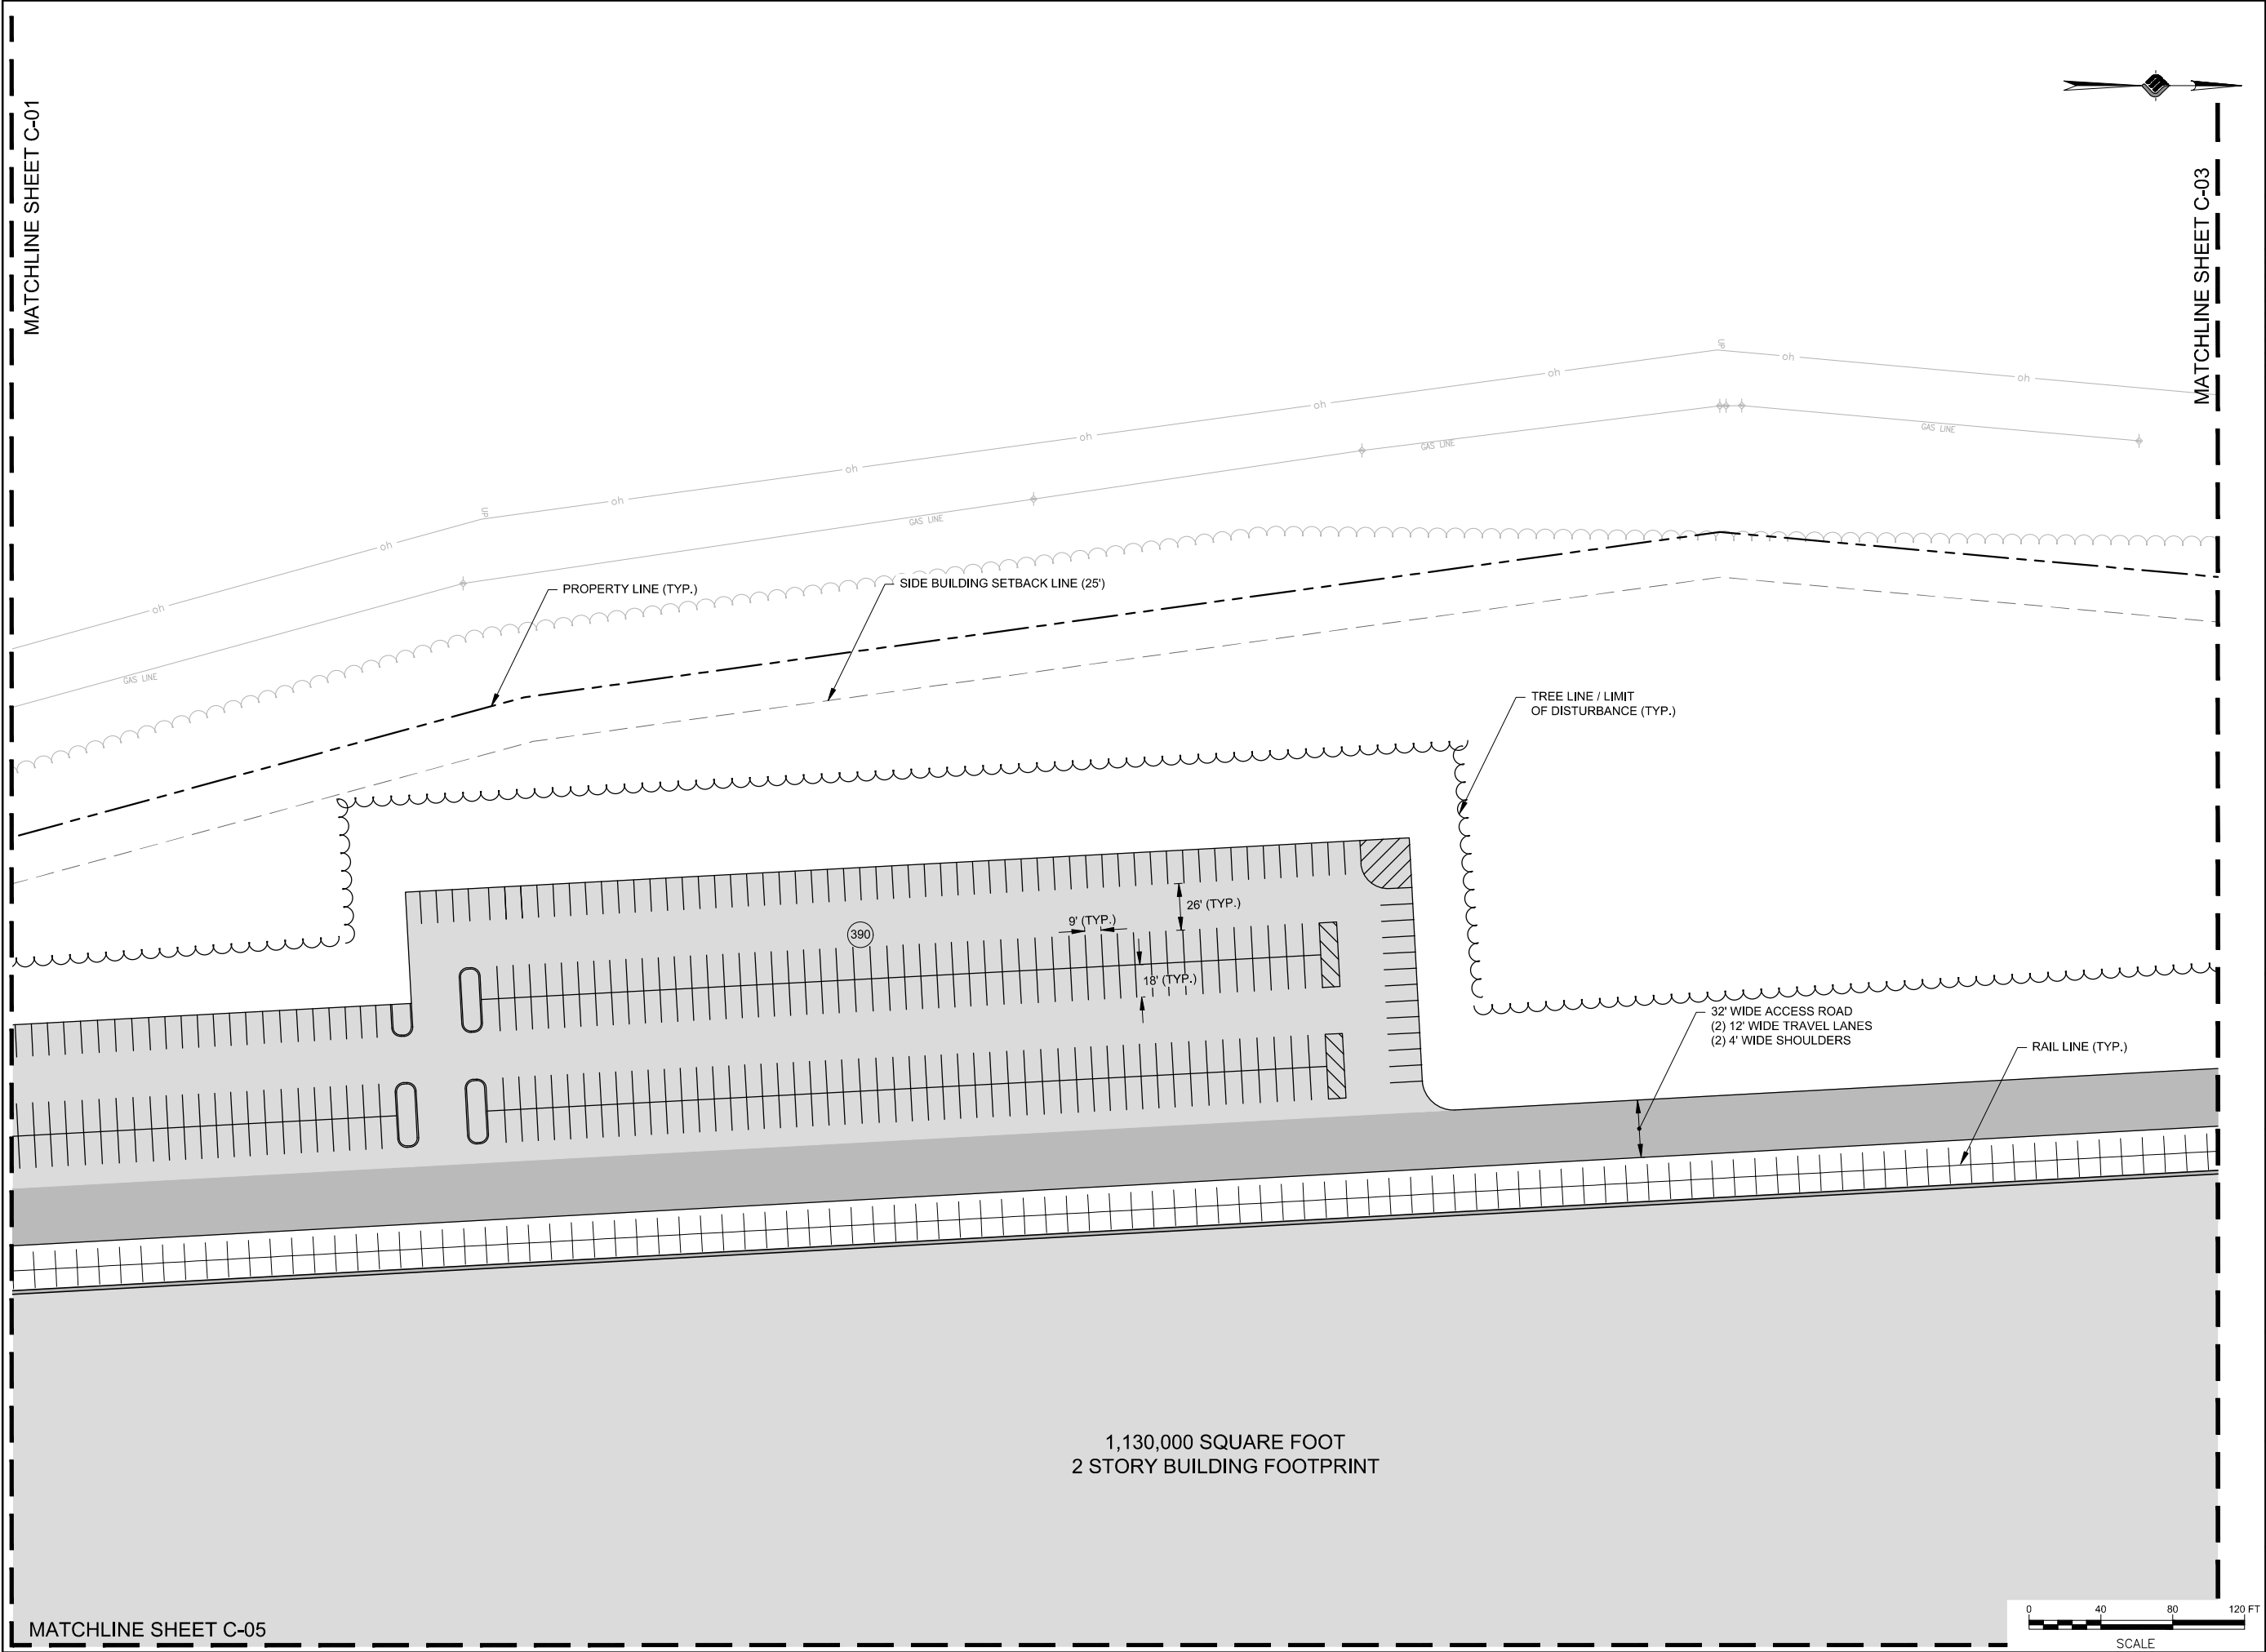 MATCHLINE SHEET C-01
MATCHLINE SHEET C-03
UP
oh
oh
oh
oh
oh
oh
oh
oh
oh
UP
GAS LINE
GAS LINE
GAS LINE
GAS LINE
PROPERTY LINE (TYP.)
SIDE BUILDING SETBACK LINE (25')
TREE LINE / LIMIT
OF DISTURBANCE (TYP.)
26' (TYP.)
9' (TYP.)
390
18' (TYP.)
32' WIDE ACCESS ROAD
(2) 12' WIDE TRAVEL LANES
(2) 4' WIDE SHOULDERS
RAIL LINE (TYP.)
1,130,000 SQUARE FOOT
2 STORY BUILDING FOOTPRINT
MATCHLINE SHEET C-05
0 40 80 120 FT
SCALE